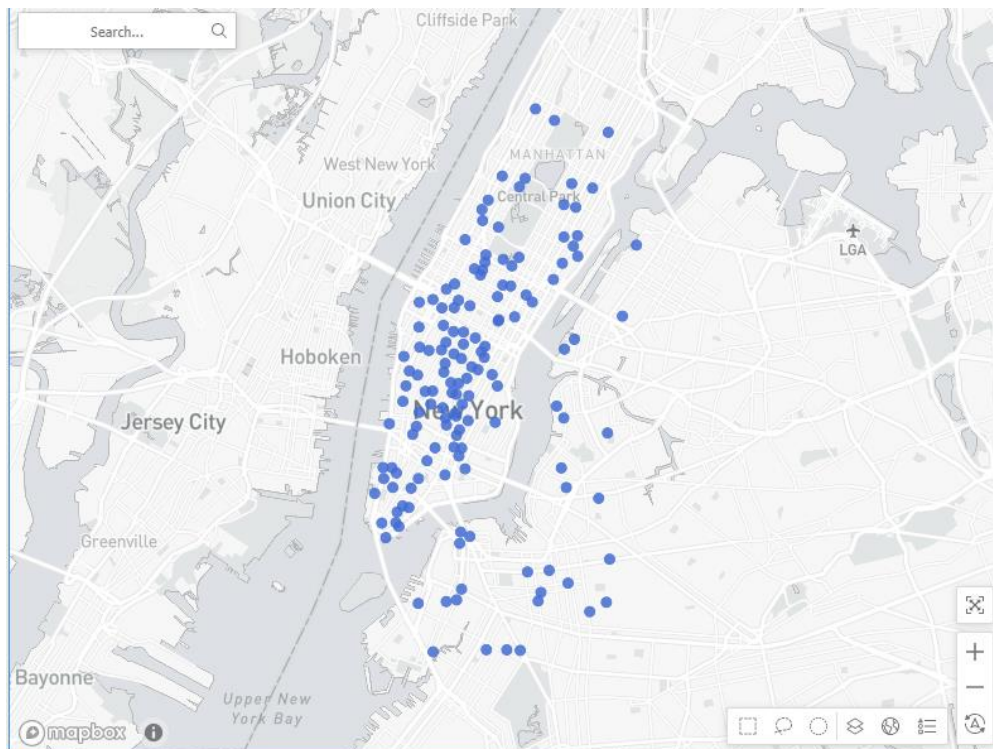 Search...
Cliffside Park
MANHATTAN
West New York
Union City
Central Park
LGA
Hoboken
New York
Jersey City
Greenville
Bayonne
Upper New
York Bay
mapbox